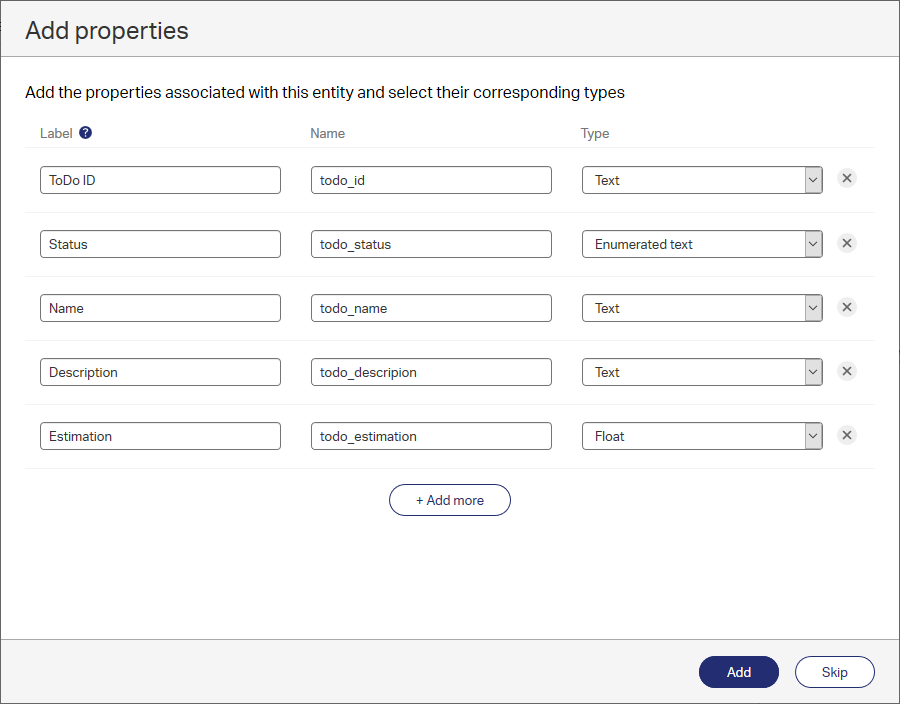 Add properties
Add the properties associated with this entity and select their corresponding types
Label ? Name Type
ToDo ID todo_id Text
Status todo_status Enumerated text
Name todo_name Text
Description todo_descripion Text
Estimation todo_estimation Float
+ Add more
Add Skip